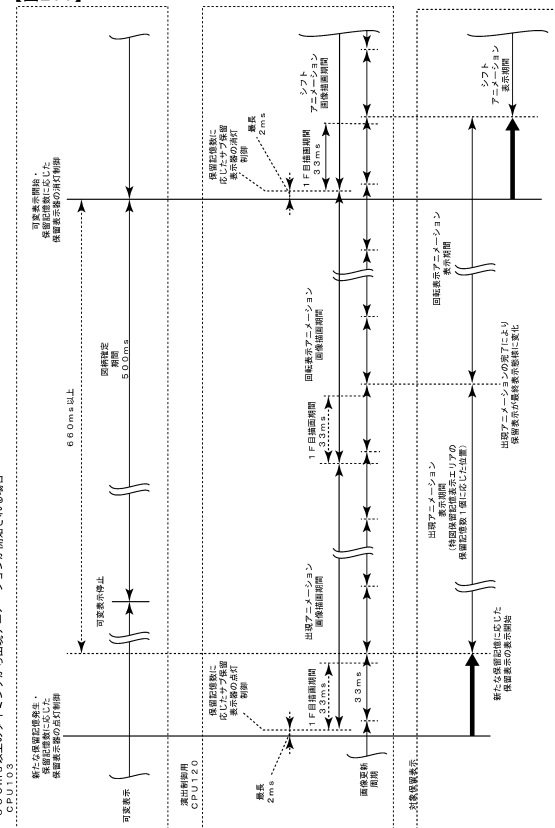 CPU103
新たな保留記憶発生・
保留記憶数に応じた
保留表示器の点灯制御
660ms以上
可変表示開始・
保留記憶数に応じた
保留表示器の消灯制御
可変表示
可変表示停止
図柄確定
期間
500ms
演出制御用
CPU120
最長
2ms
保留記憶数に
応じたサブ保留
表示器の点灯
制御
1F目描画期間
33ms
出現アニメーション
画像描画期間
1F目描画期間
33ms
回転表示アニメーション
画像描画期間
保留記憶数に
応じたサブ保留
表示器の消灯
制御
最長
2ms
1F目描画期間
33ms
シフト
アニメーション
画像描画期間
画像更新
周期
33ms
対象保留表示
新たな保留記憶に応じた
保留表示の表示開始
出現アニメーション
表示期間
(特図保留記憶表示エリアの
保留記憶数1個に応じた位置)
出現アニメーションの完了により
保留表示が最終表示態様に変化
回転表示アニメーション
表示期間
シフト
アニメーション
表示期間